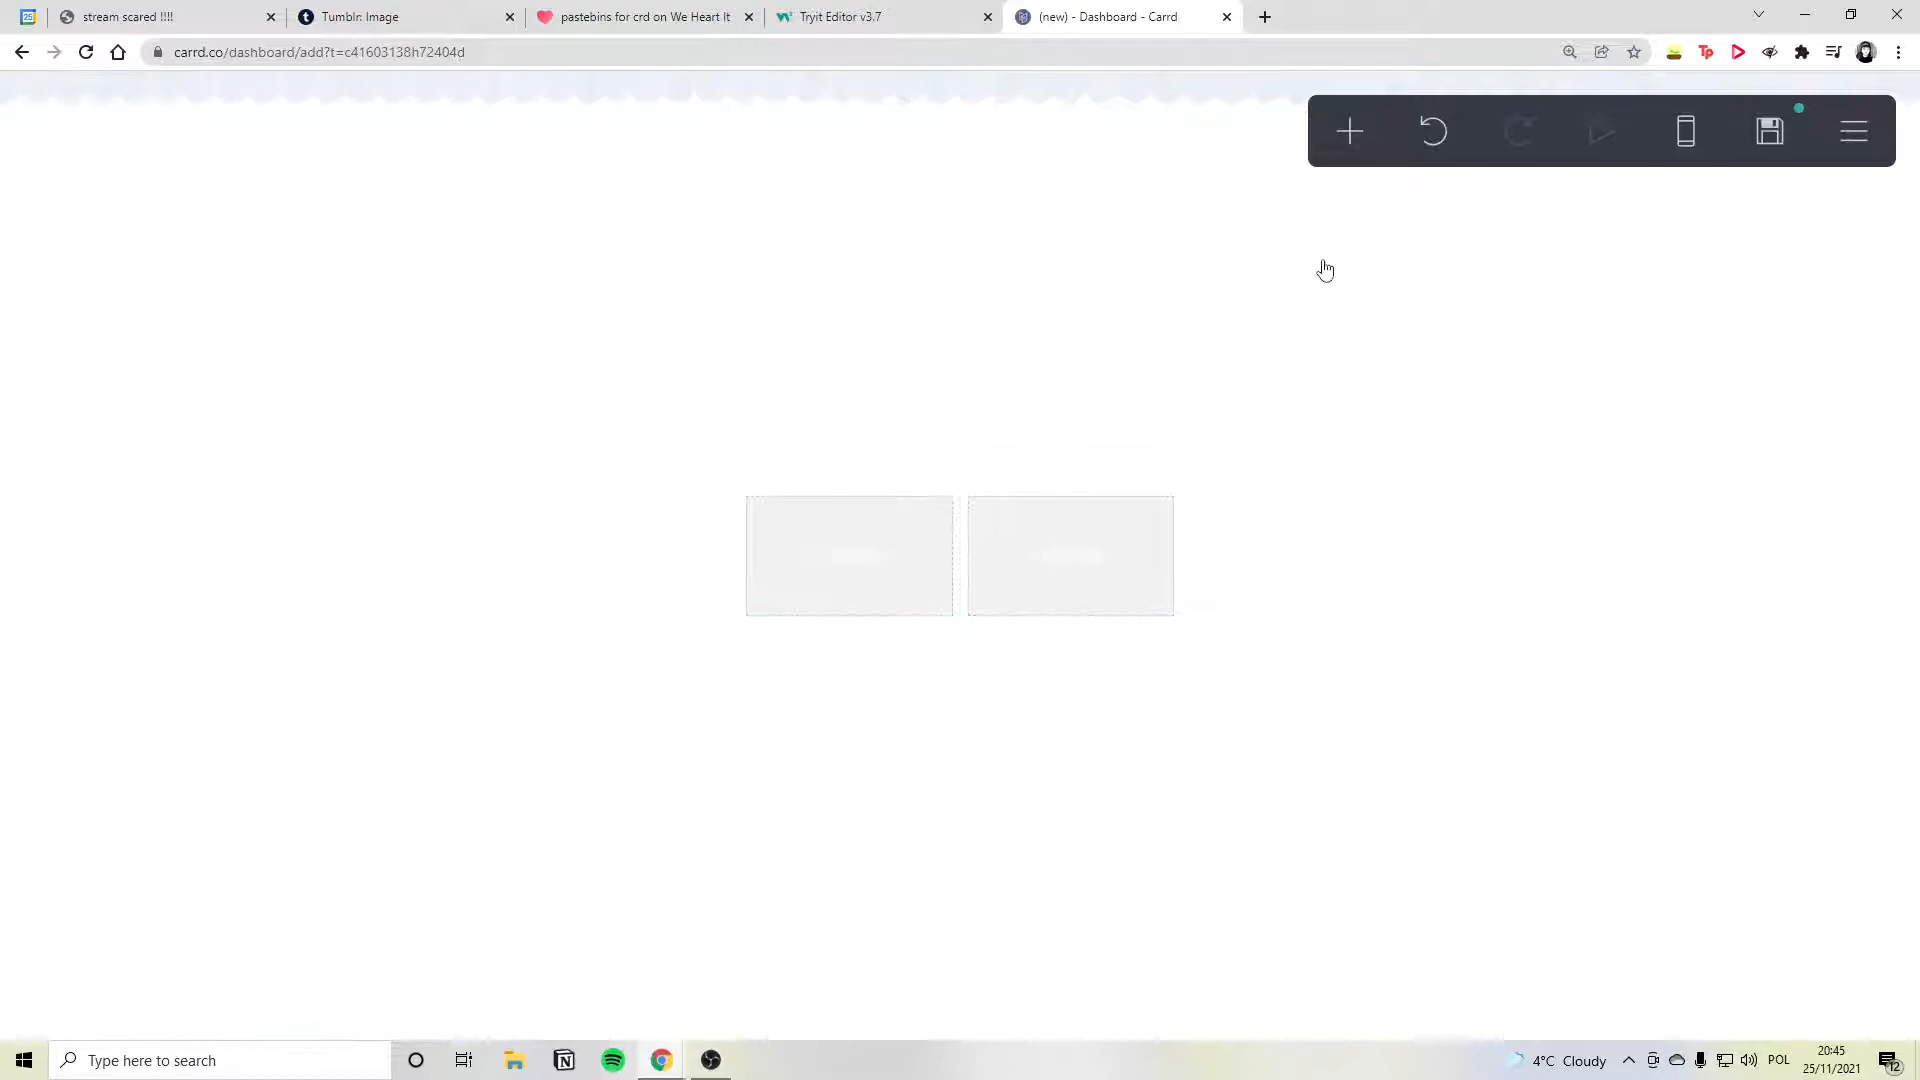 stream scared !!!!
Tumblr: Image
pastebins for crd on We Heart It
Tryit Editor v3.7
(new) - Dashboard - Carrd
carrd.co/dashboard/add?t=c41603138h72404d
Type here to search
4°C Cloudy
POL
20:45
25/11/2021
12